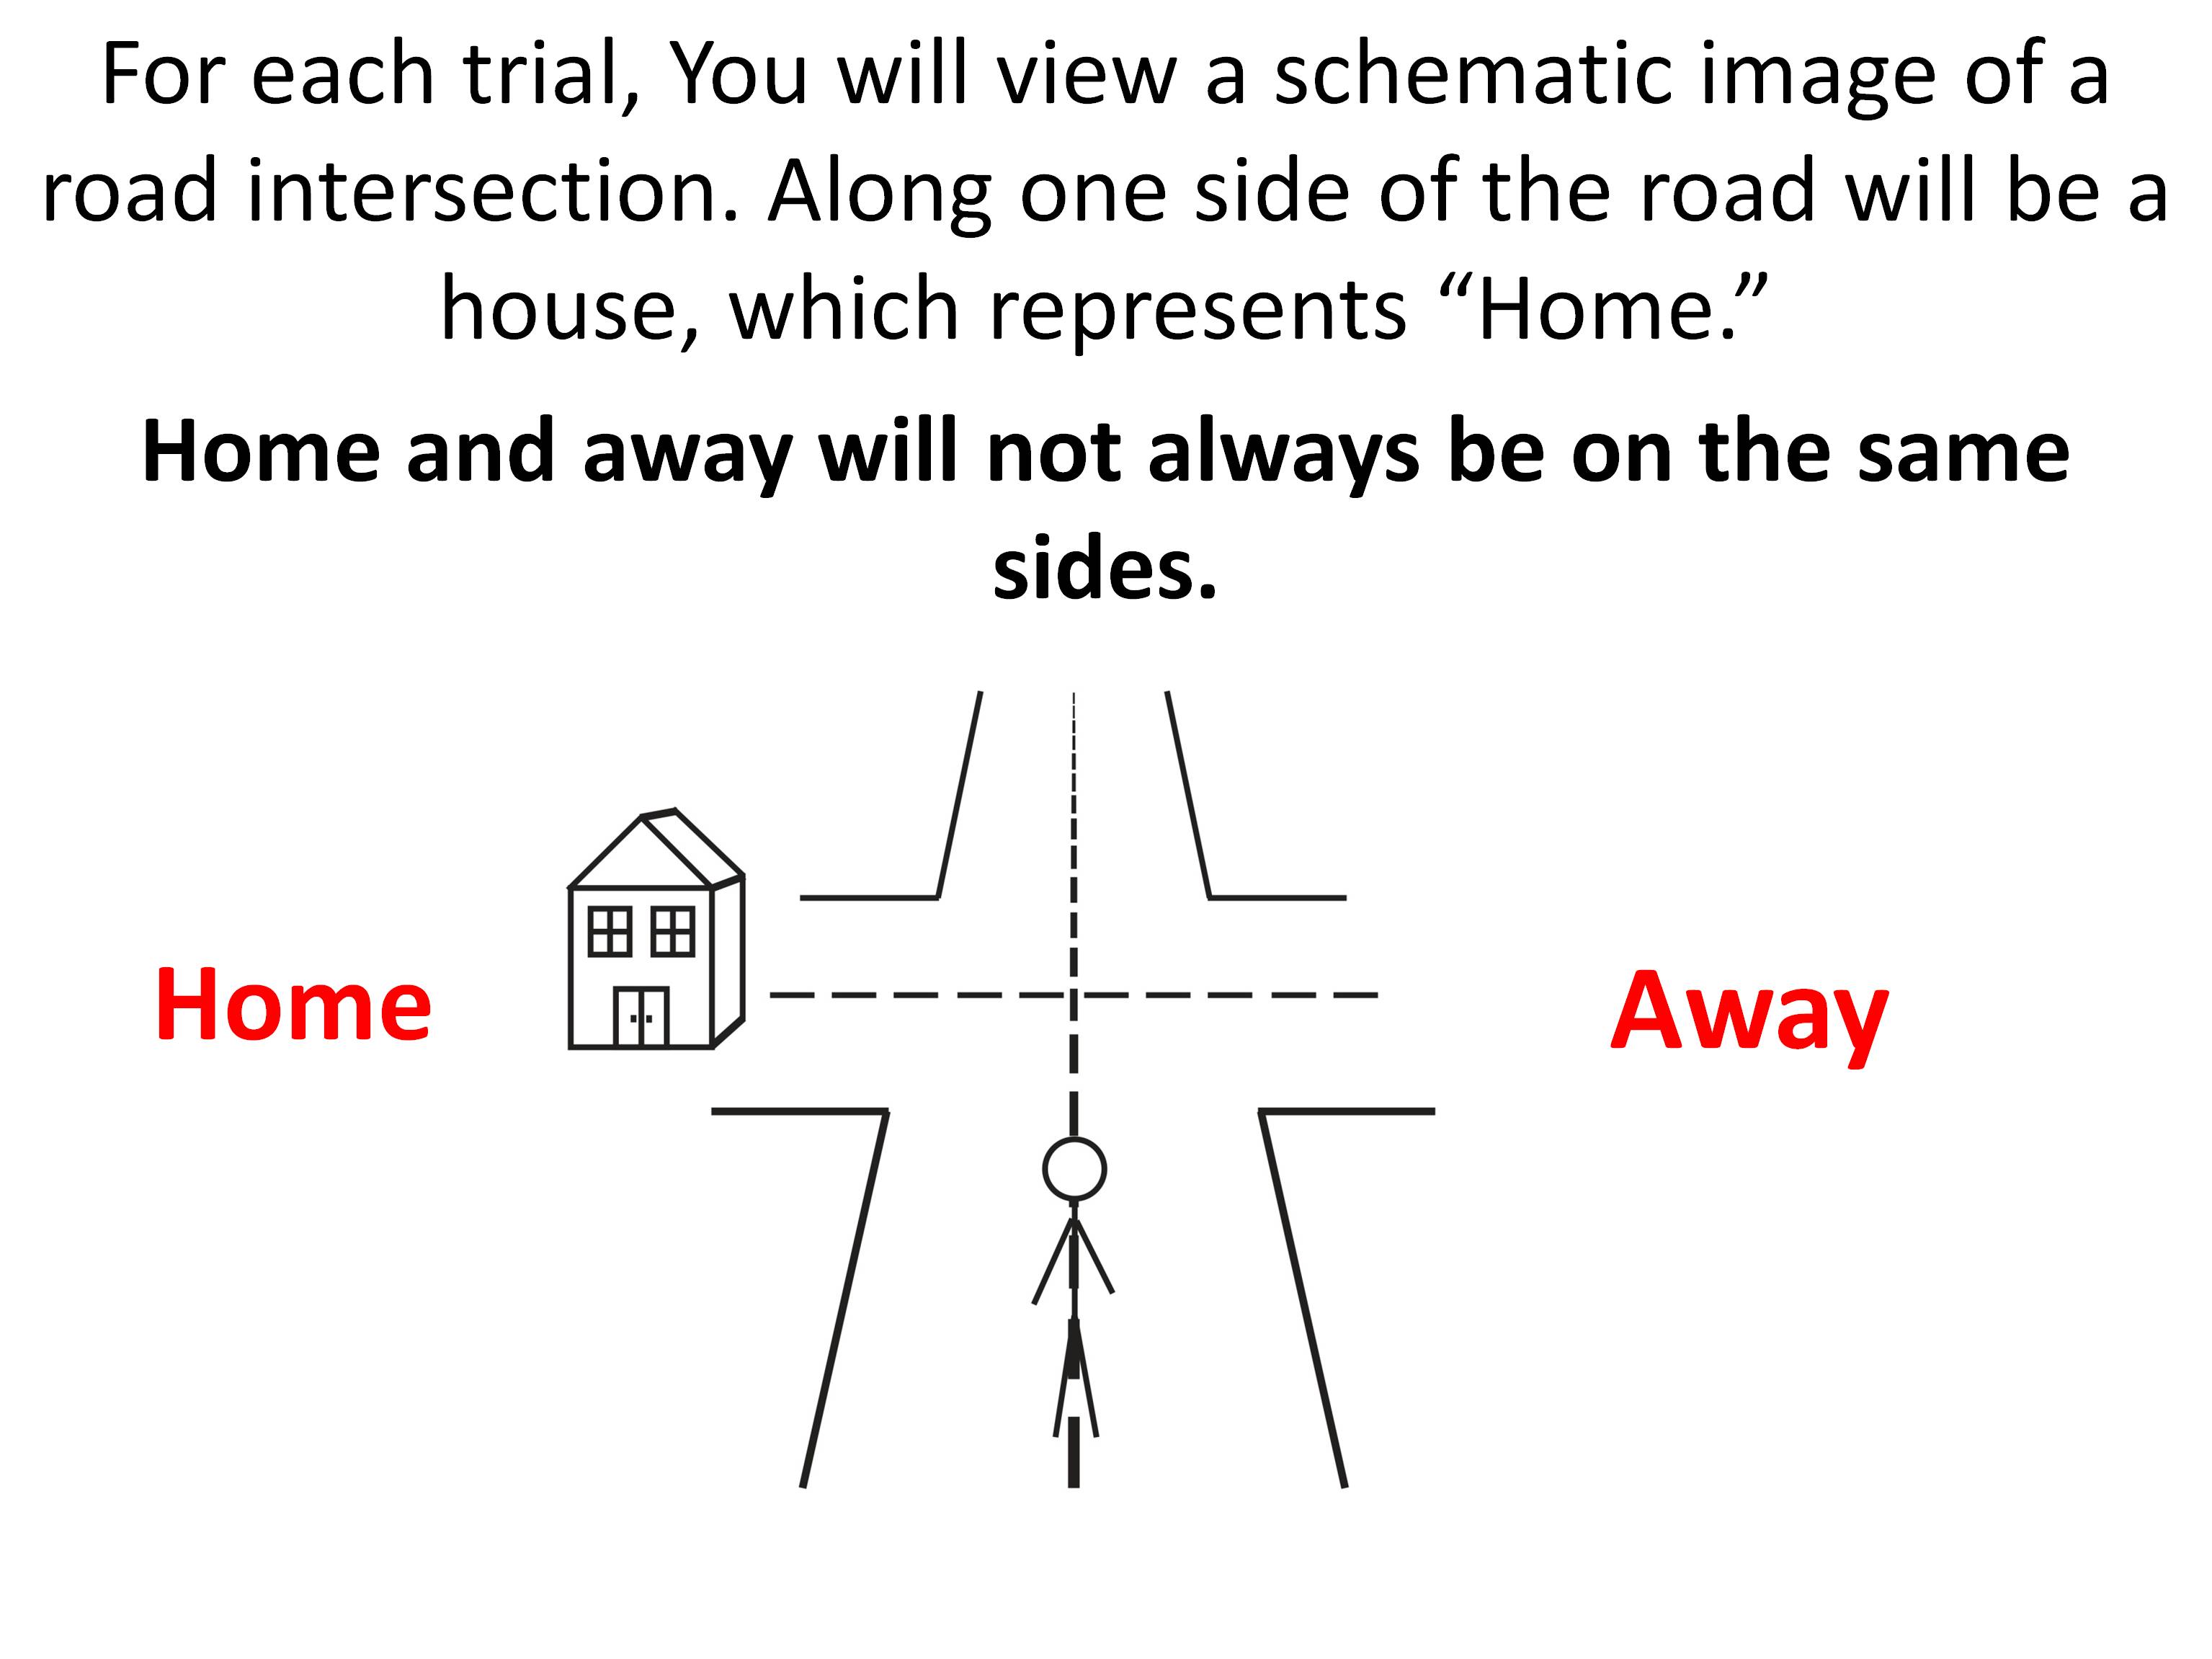 For each trial, You will view a schematic image of a
road intersection. Along one side of the road will be a
house, which represents “Home.”
Home and away will not always be on the same
sides.
Home
Away